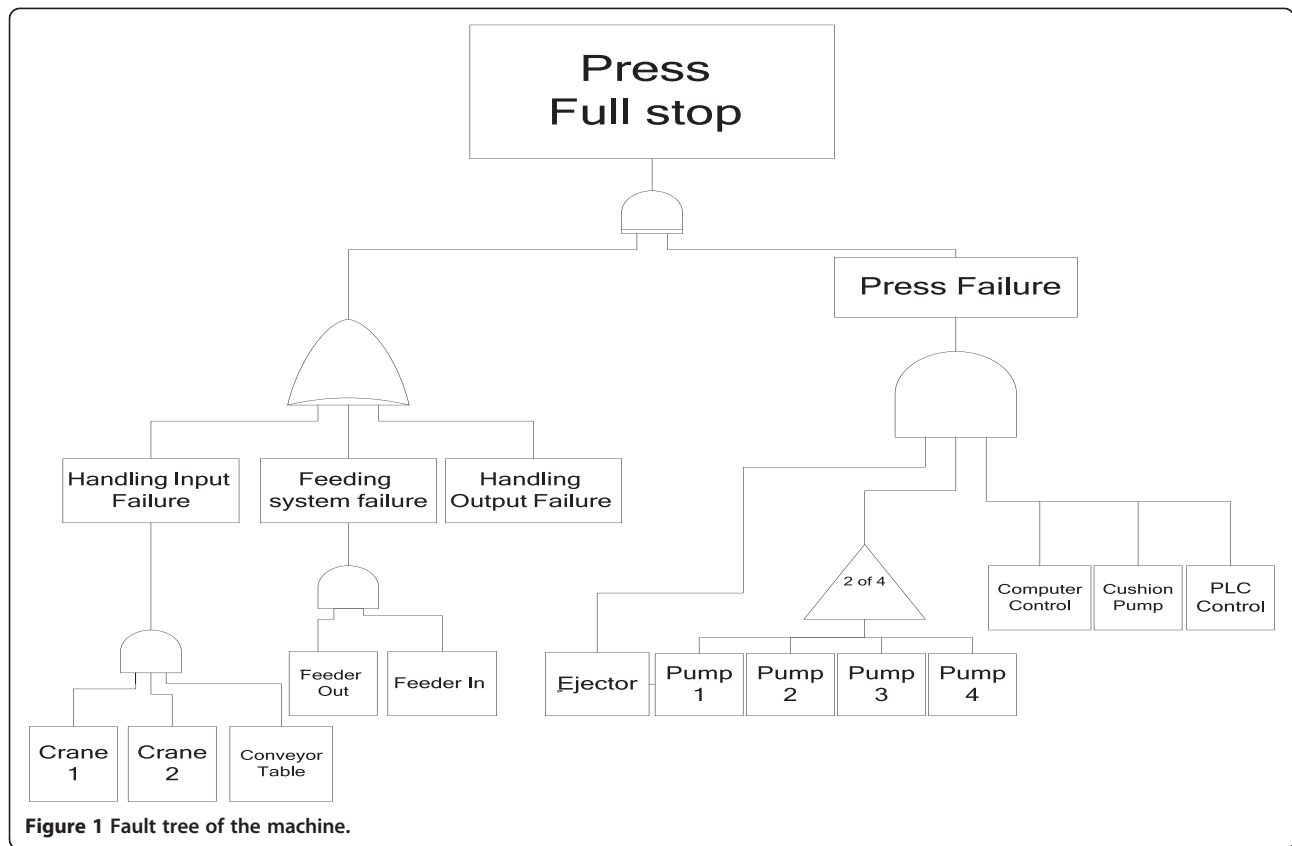 Press
Full stop
Press Failure
Handling Input
Failure
Feeding
system failure
Handling
Output Failure
2 of 4
Computer
Control
Cushion
Pump
PLC
Control
Feeder
Out
Feeder In
Ejector
Pump
1
Pump
2
Pump
3
Pump
4
Crane
1
Crane
2
Conveyor
Table
Figure 1 Fault tree of the machine.